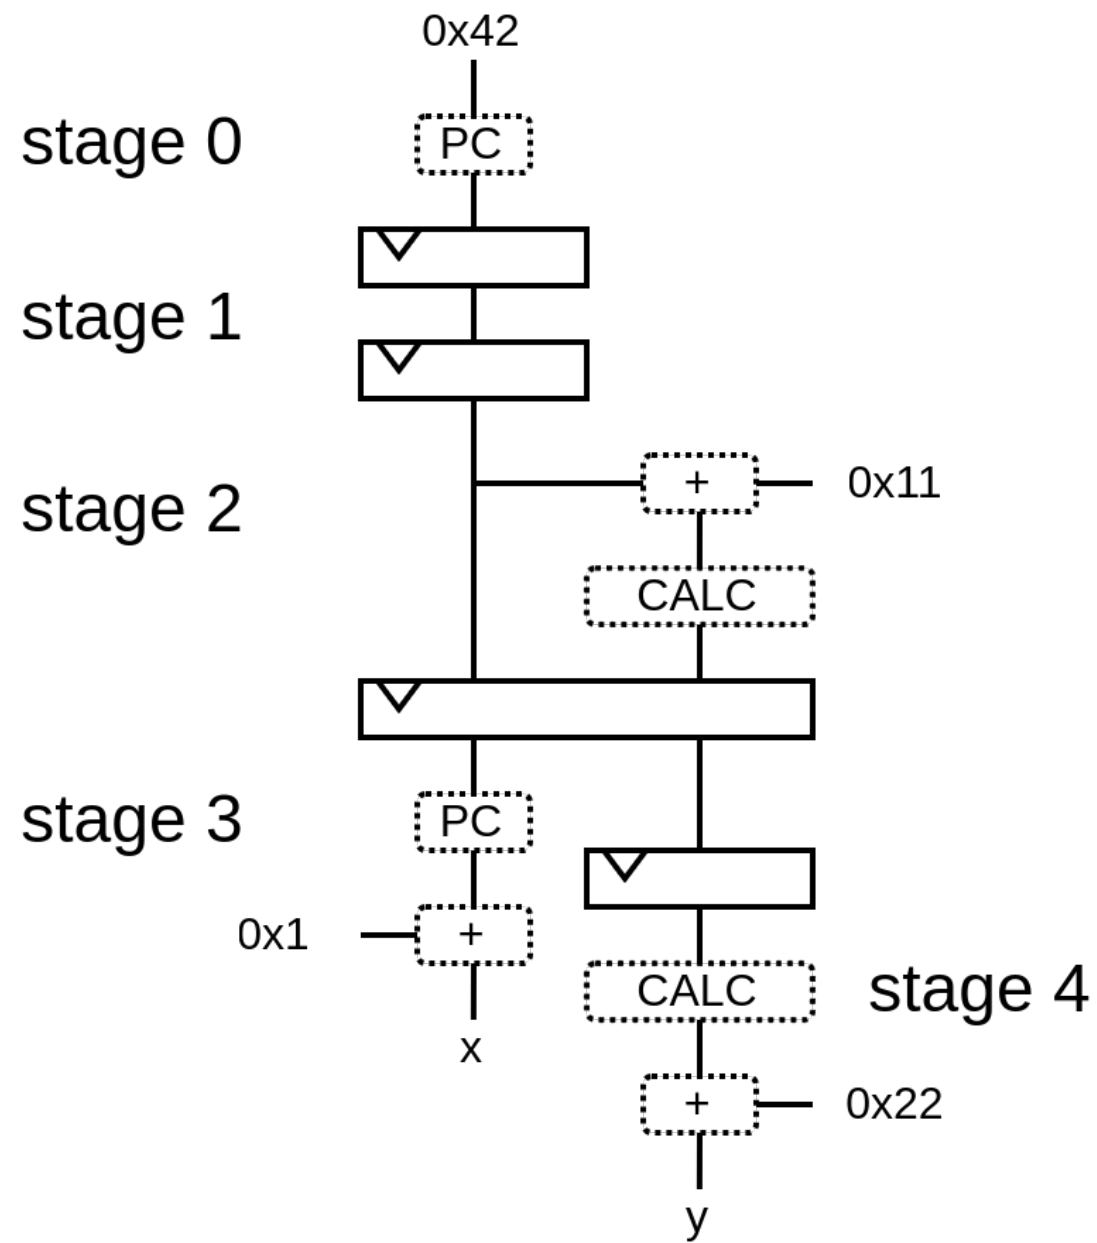 0x42
stage 0
PC
stage 1
stage 2
+
0x11
CALC
stage 3
PC
0x1
+
CALC
stage 4
x
+
0x22
y